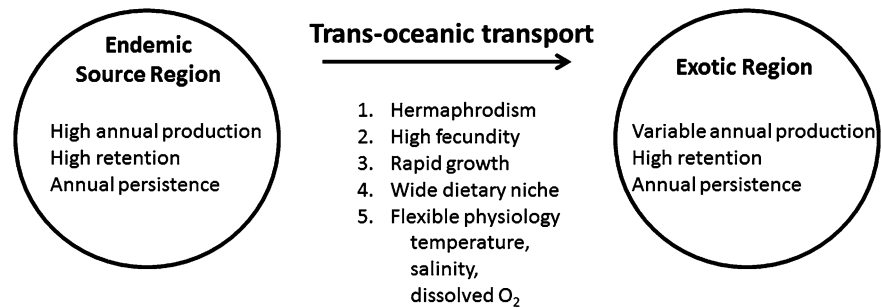 Endemic
Source Region
High annual production
High retention
Annual persistence
Trans-oceanic transport
1. Hermaphrodism
2. High fecundity
3. Rapid growth
4. Wide dietary niche
5. Flexible physiology
temperature,
salinity,
dissolved O₂
Exotic Region
Variable annual production
High retention
Annual persistence